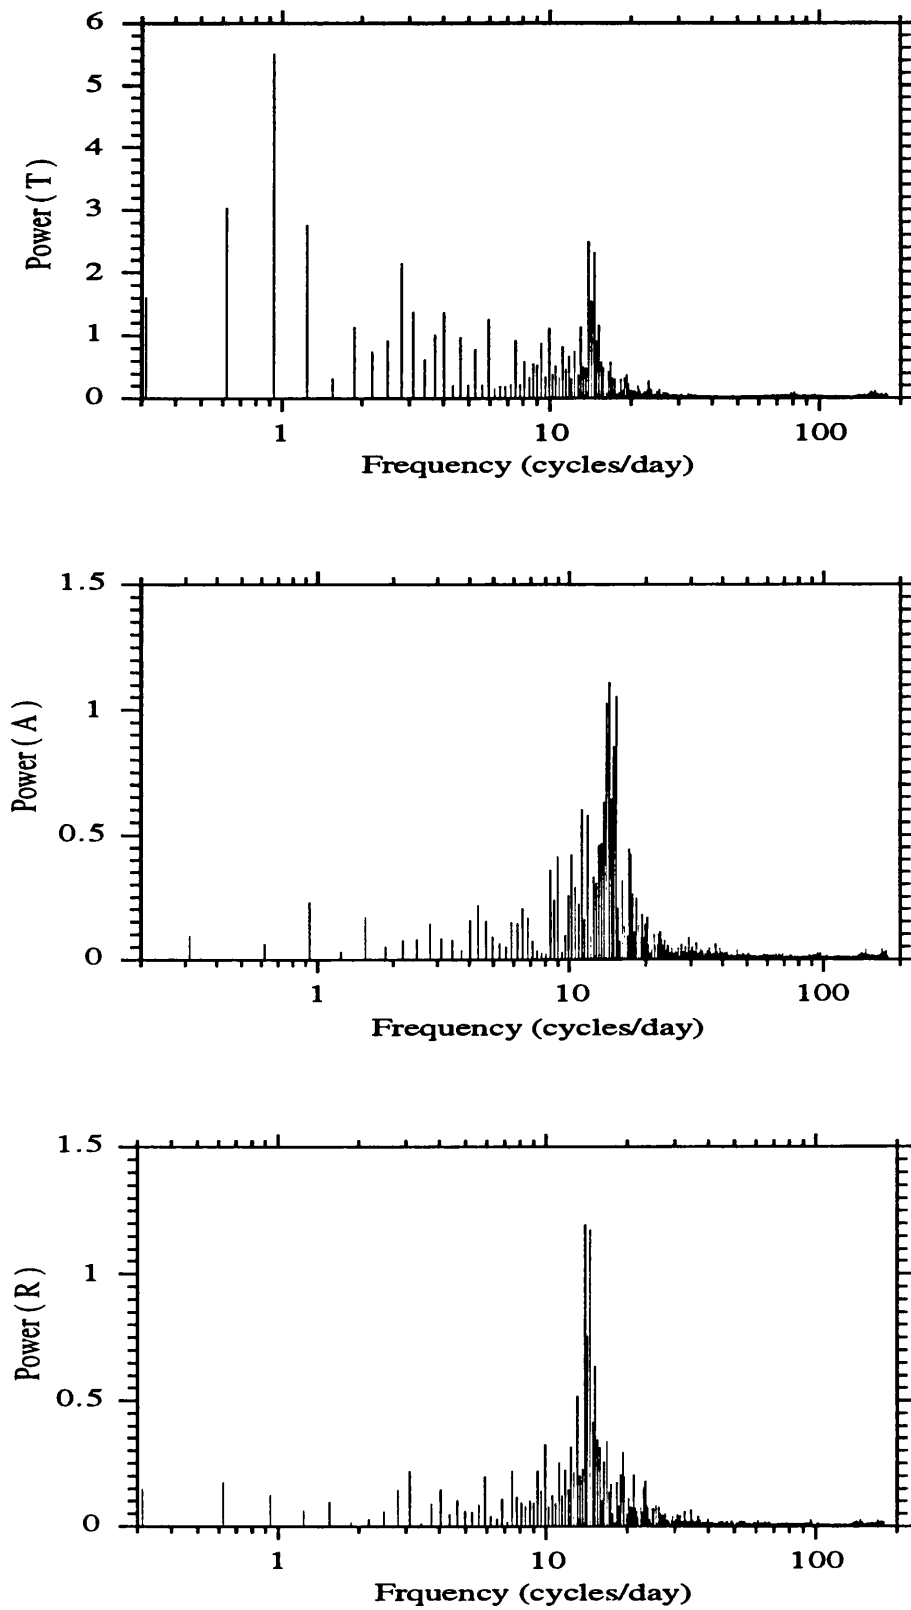 6
5
4
3
2
1
0
Power(T)
1 10 100
Frequency (cycles/day)
1.5
1
0.5
0
Power(A)
1 10 100
Frequency (cycles/day)
1.5
1
0.5
0
Power(R)
1 10 100
Frquency (cycles/day)